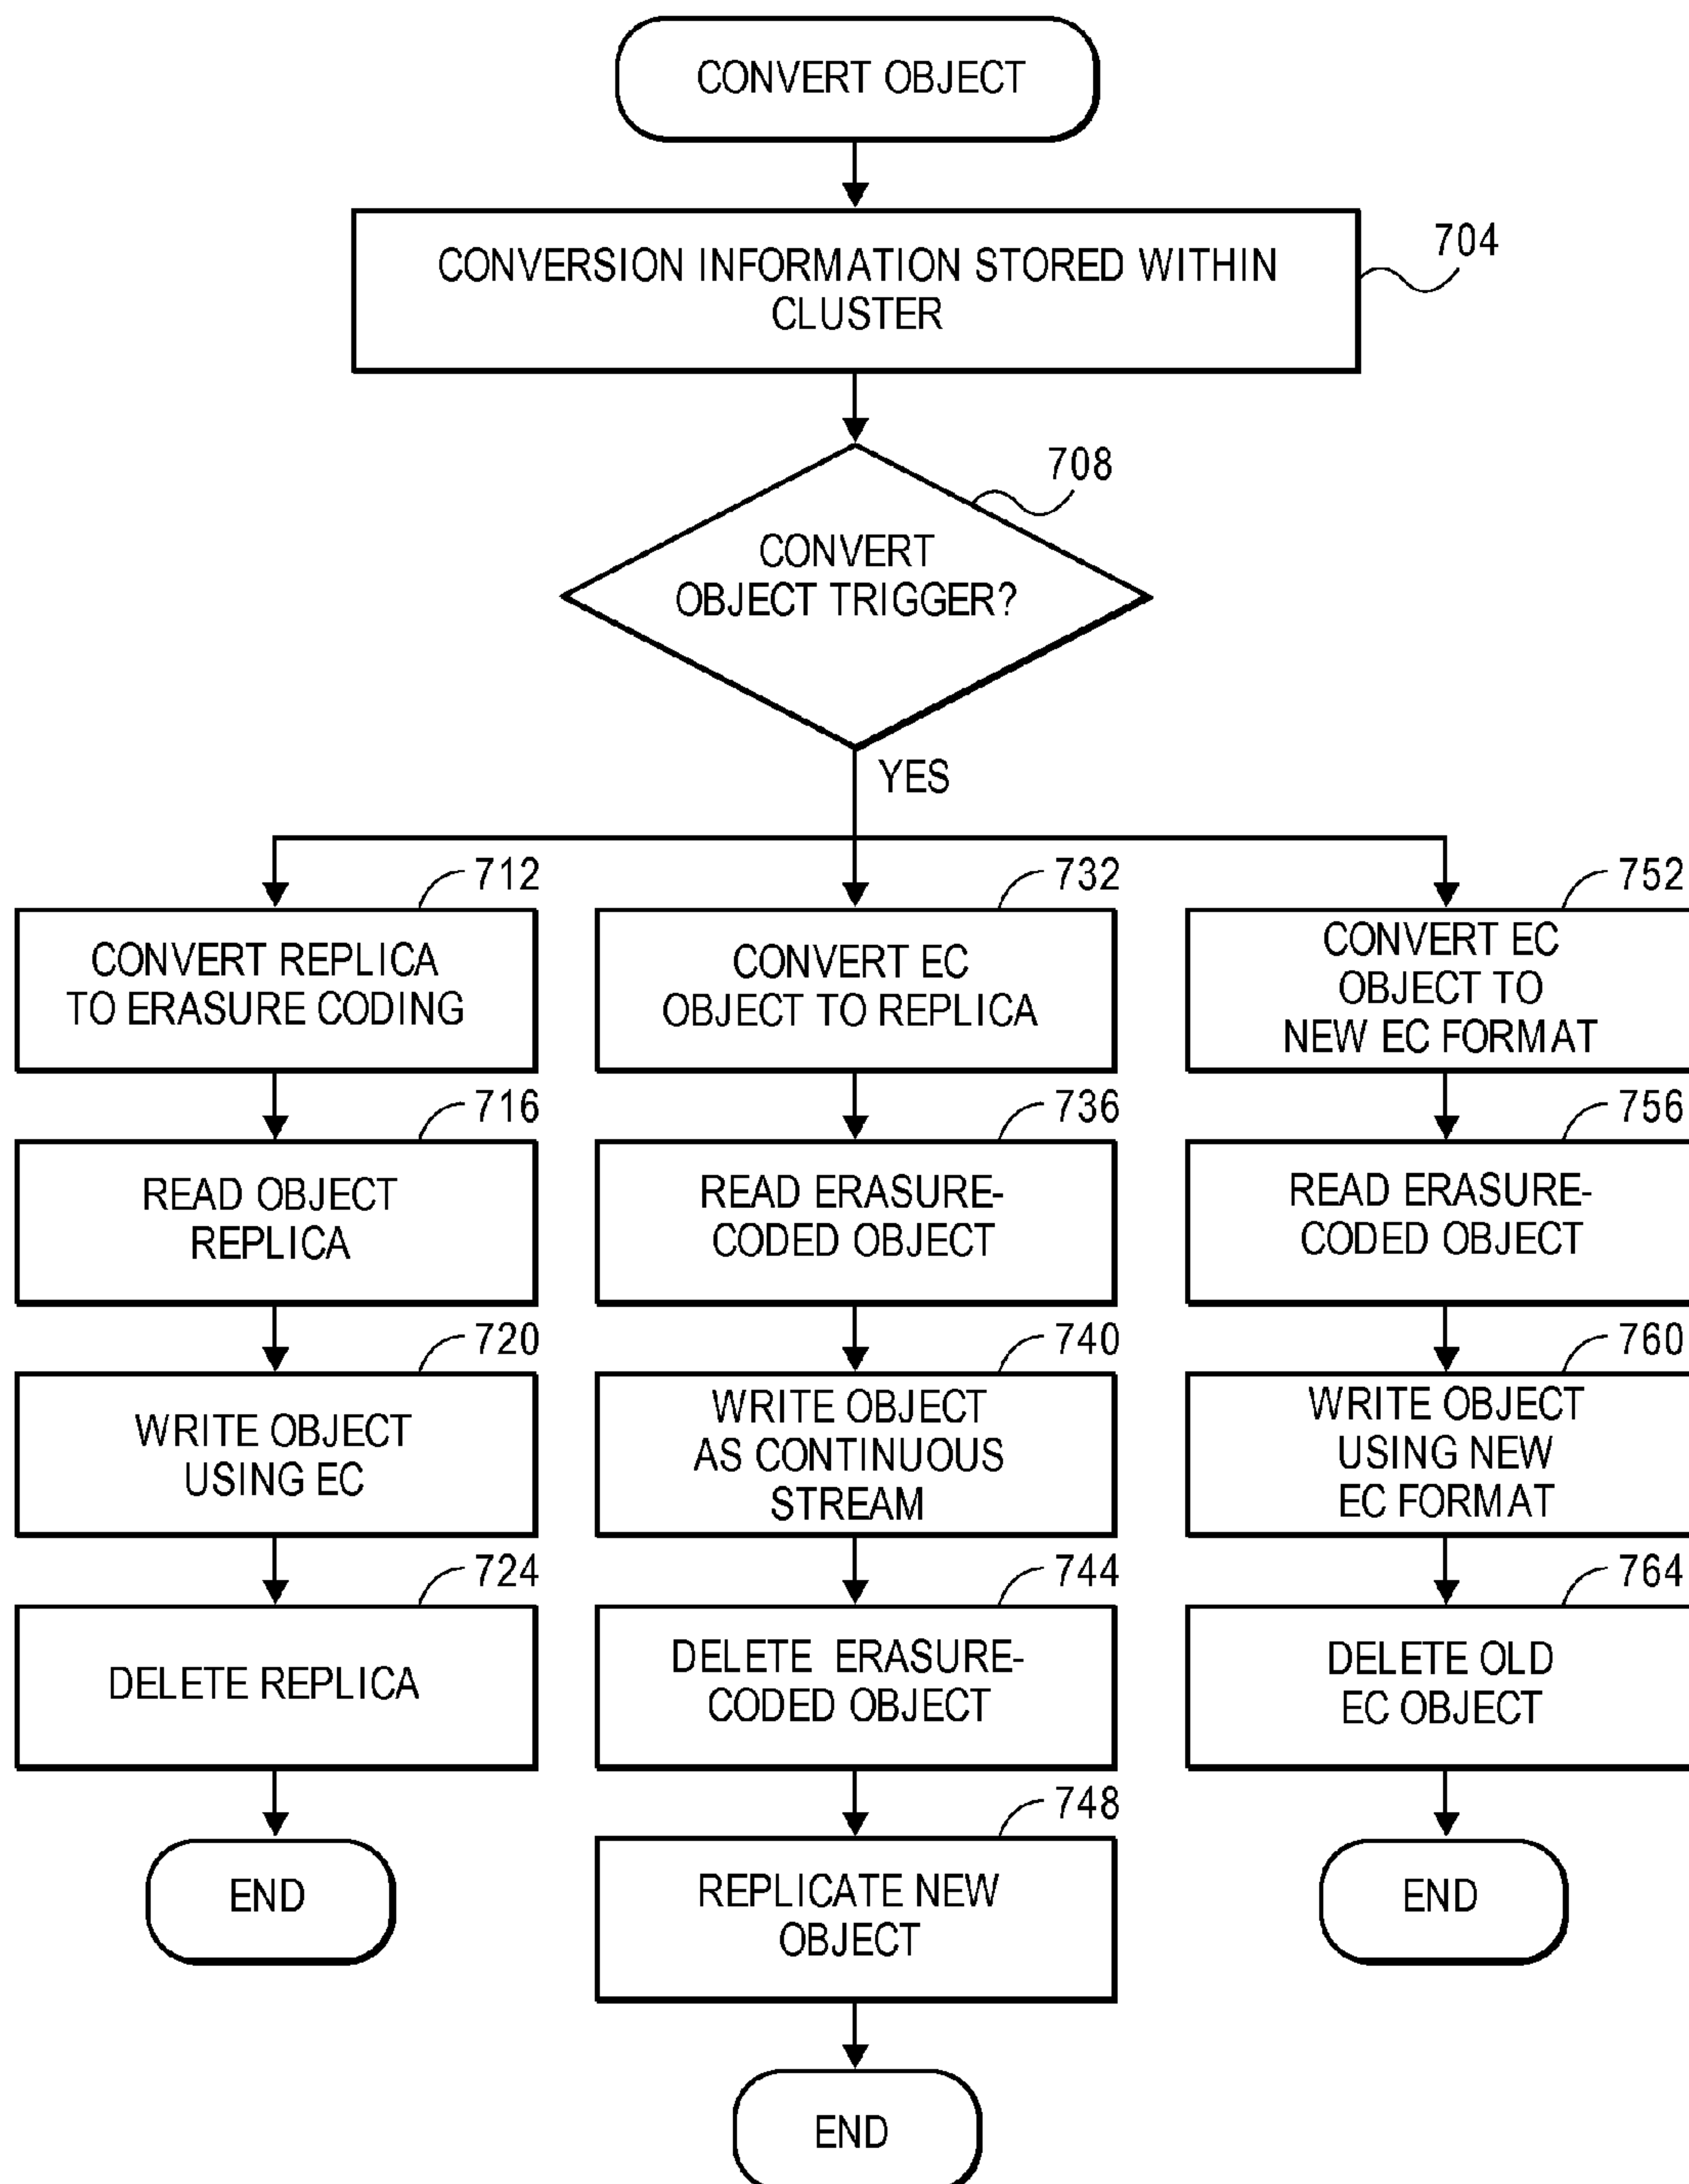 CONVERT OBJECT
CONVERSION INFORMATION STORED WITHIN
CLUSTER
704
708
CONVERT
OBJECT TRIGGER?
YES
712
CONVERT REPLICA
TO ERASURE CODING
716
READ OBJECT
REPLICA
720
WRITE OBJECT
USING EC
724
DELETE REPLICA
END
732
CONVERT EC
OBJECT TO REPLICA
736
READ ERASURE-
CODED OBJECT
740
WRITE OBJECT
AS CONTINUOUS
STREAM
744
DELETE ERASURE-
CODED OBJECT
748
REPLICATE NEW
OBJECT
END
752
CONVERT EC
OBJECT TO
NEW EC FORMAT
756
READ ERASURE-
CODED OBJECT
760
WRITE OBJECT
USING NEW
EC FORMAT
764
DELETE OLD
EC OBJECT
END